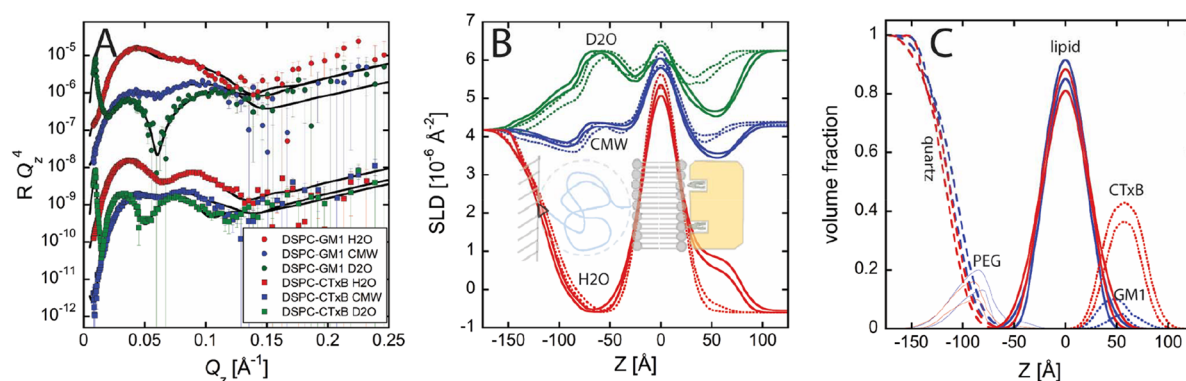 A
R Q_z^4
10^-5
10^-6
10^-7
10^-8
10^-9
10^-10
10^-11
10^-12
DSPC-GM1 H2O
DSPC-GM1 CMW
DSPC-GM1 D2O
DSPC-CTxB H2O
DSPC-CTxB CMW
DSPC-CTxB D2O
0 0.05 0.1 0.15 0.2 0.25
Q_z [Å^-1]
B
SLD [10^-6 Å^-2]
7
6
5
4
3
2
1
0
-1
D2O
CMW
H2O
-150 -100 -50 0 50 100
Z [Å]
C
volume fraction
1
0.8
0.6
0.4
0.2
0
lipid
quartz
CTxB
PEG
GM1
-150 -100 -50 0 50 100
Z [Å]